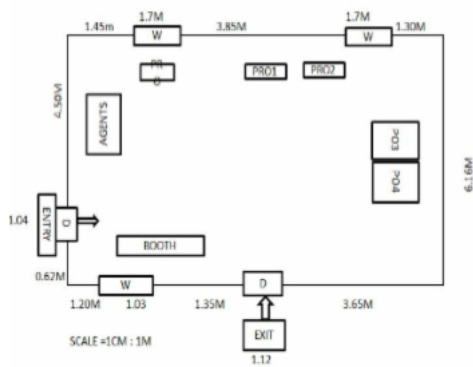 1.7M
1.7M
1.45m
3.85M
1.30M
W
W
PR
O
PRO1
PRO2
4.50M
AGENTS
PO3
PO4
6.16M
1.04
ENTRY
D
BOOTH
0.62M
W
D
1.20M
1.03
1.35M
3.65M
SCALE =1CM : 1M
EXIT
1.12